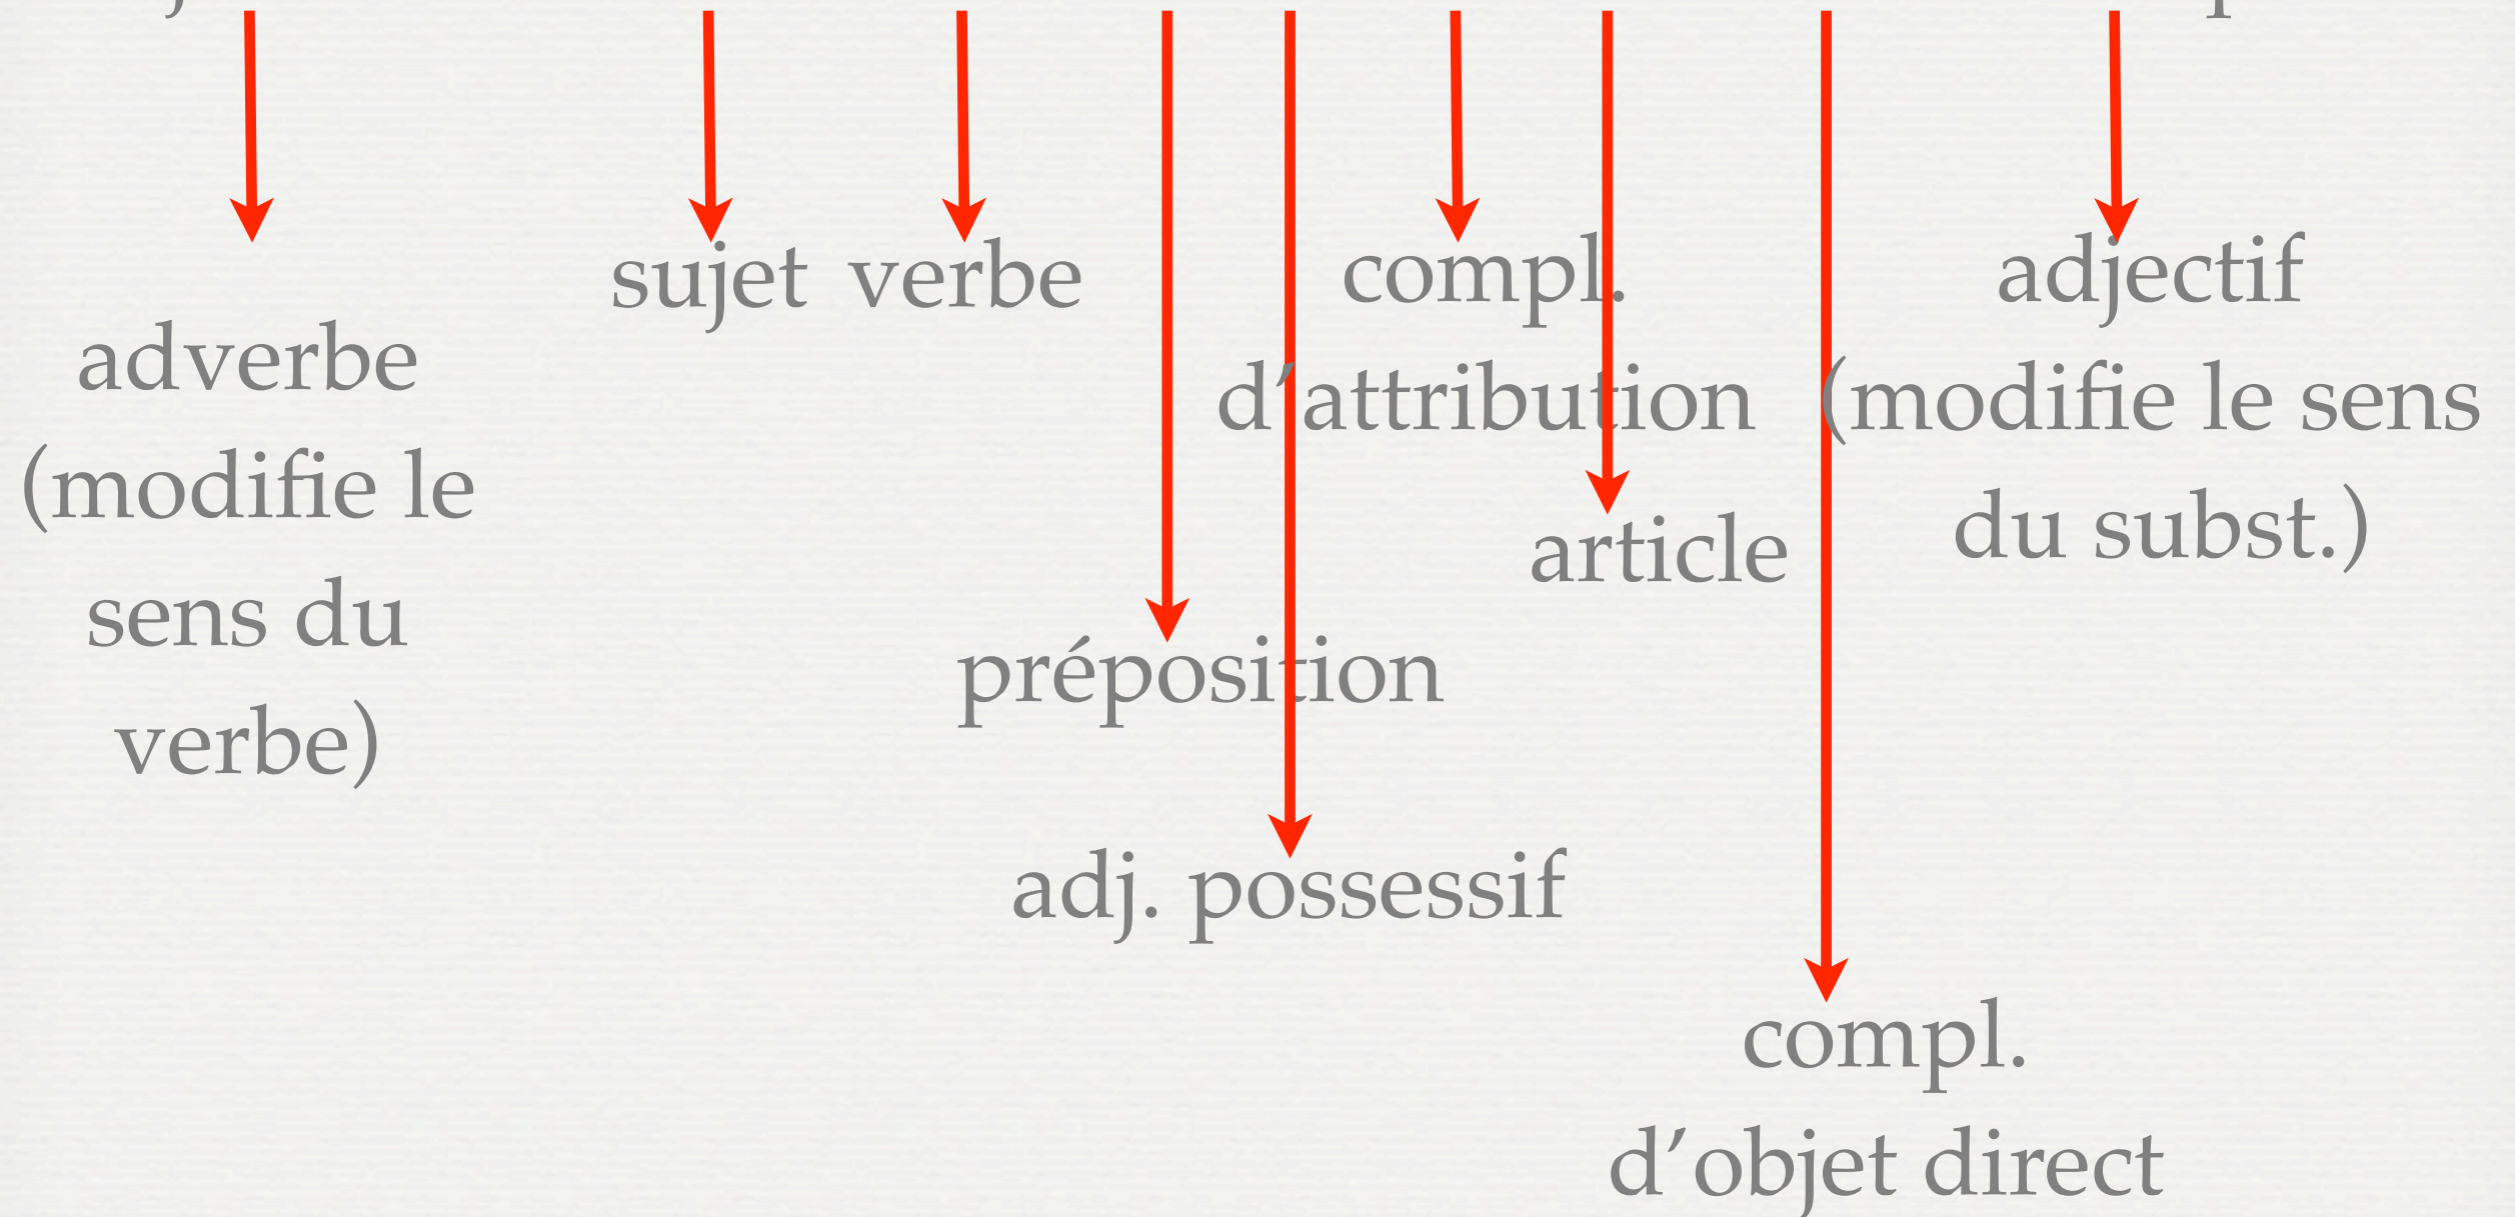 sujet verbe
compl.
d'attribution
adjectif
(modifie le sens
du subst.)
adverbe
(modifie le
sens du
verbe)
article
préposition
adj. possessif
compl.
d'objet direct